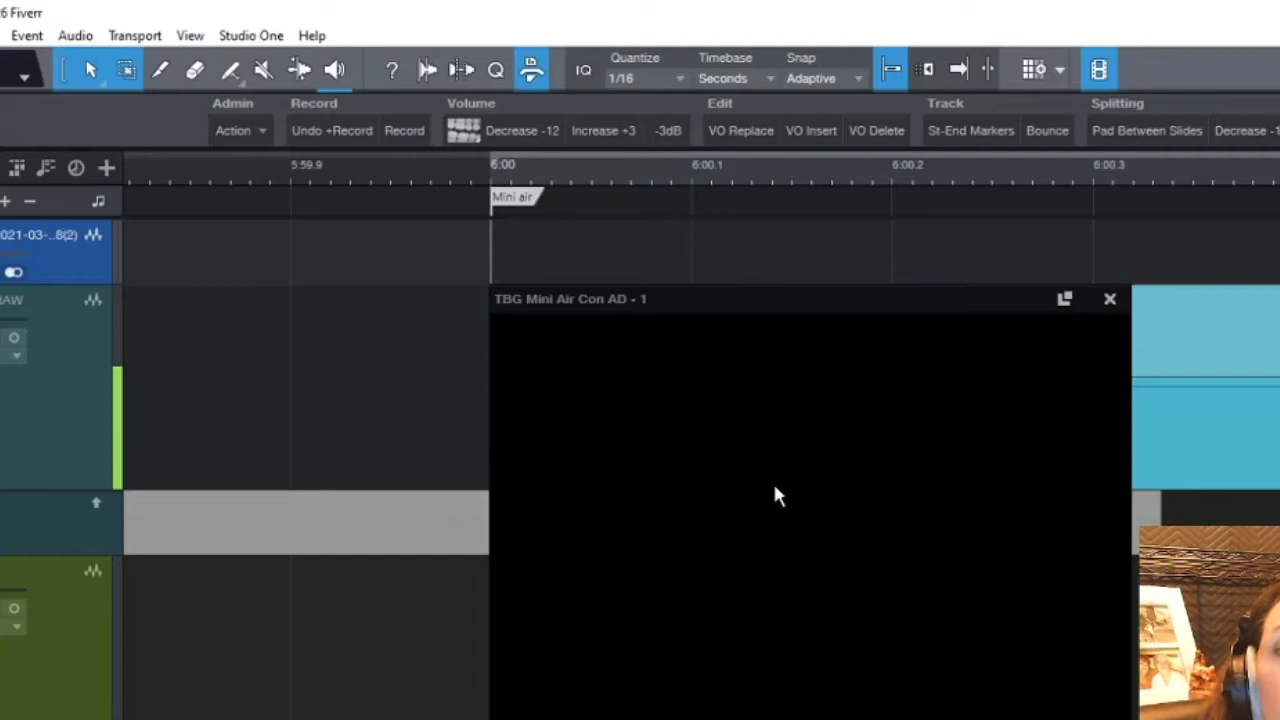 6 Fiverr
Event Audio Transport View Studio One Help
? IQ Quantize 1/16 Timebase Seconds Snap Adaptive
Admin Record Volume Edit Track Splitting
Action Undo +Record Record Decrease -12 Increase +3 -3dB VO Replace VO Insert VO Delete St-End Markers Bounce Pad Between Slides Decrease -1
5:59.9 6:00 6:00.1 6:00.2 6:00.3
Mini air
021-03-..8(2)
TBG Mini Air Con AD - 1
AW